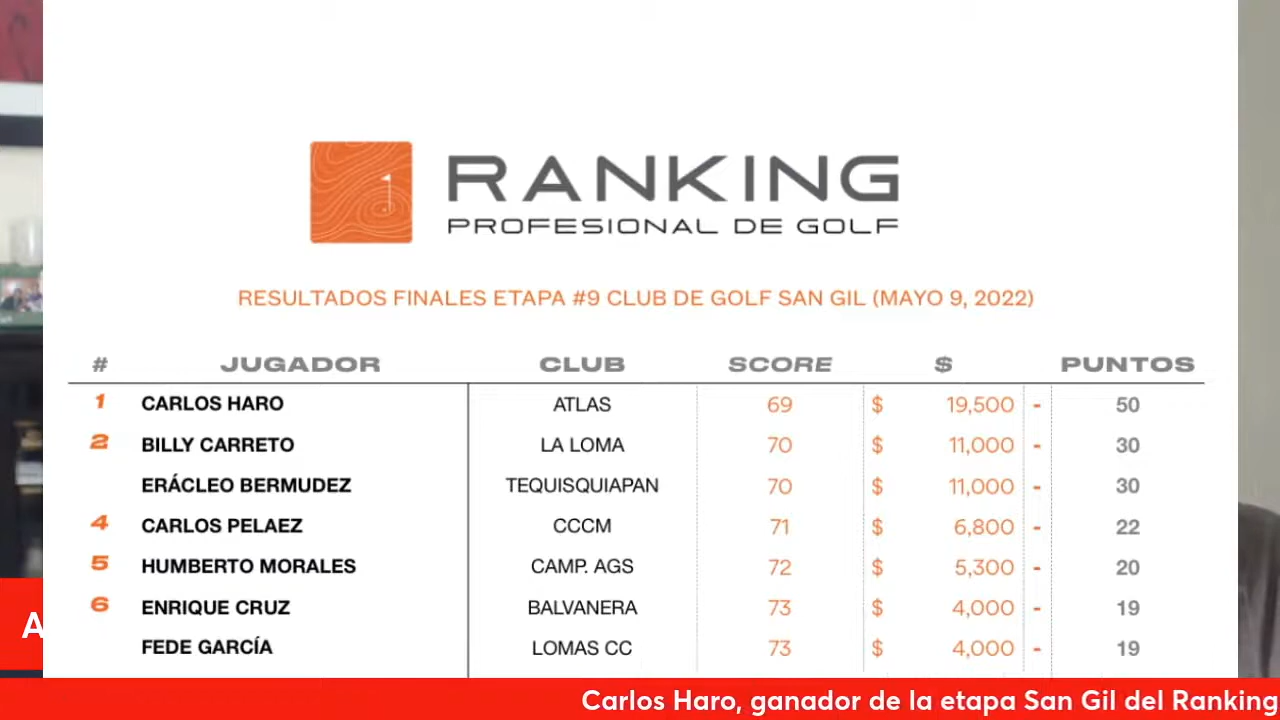 RANKING
PROFESIONAL DE GOLF
RESULTADOS FINALES ETAPA #9 CLUB DE GOLF SAN GIL (MAYO 9, 2022)
# JUGADOR CLUB SCORE $ PUNTOS
1 CARLOS HARO ATLAS 69 $ 19,500 - 50
2 BILLY CARRETO LA LOMA 70 $ 11,000 - 30
ERÁCLEO BERMUDEZ TEQUISQUIAPAN 70 $ 11,000 - 30
4 CARLOS PELAEZ CCCM 71 $ 6,800 - 22
5 HUMBERTO MORALES CAMP. AGS 72 $ 5,300 - 20
6 ENRIQUE CRUZ BALVANERA 73 $ 4,000 - 19
FEDE GARCÍA LOMAS CC 73 $ 4,000 - 19
A
Carlos Haro, ganador de la etapa San Gil del Ranking